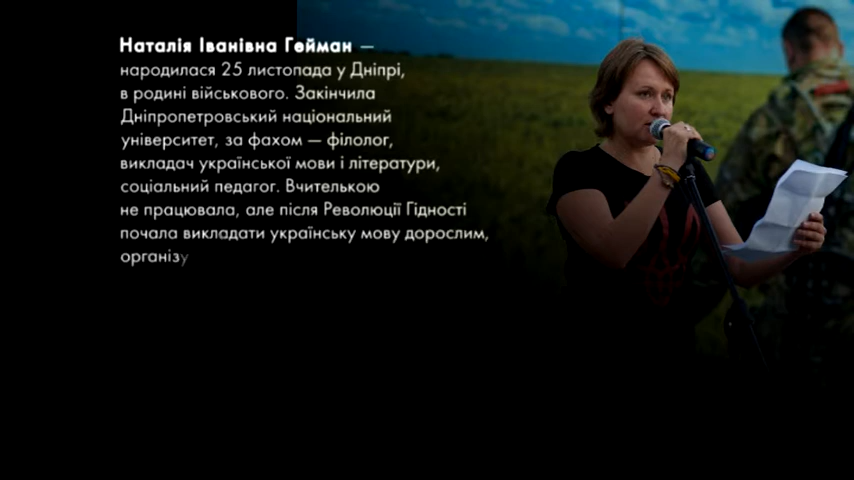 Наталія Іванівна Гейман —
народилася 25 листопада у Дніпрі,
в родині військового. Закінчила
Дніпропетровський національний
університет, за фахом — філолог,
викладач української мови і літератури,
соціальний педагог. Вчителькою
не працювала, але після Революції Гідності
почала викладати українську мову дорослим,
організу